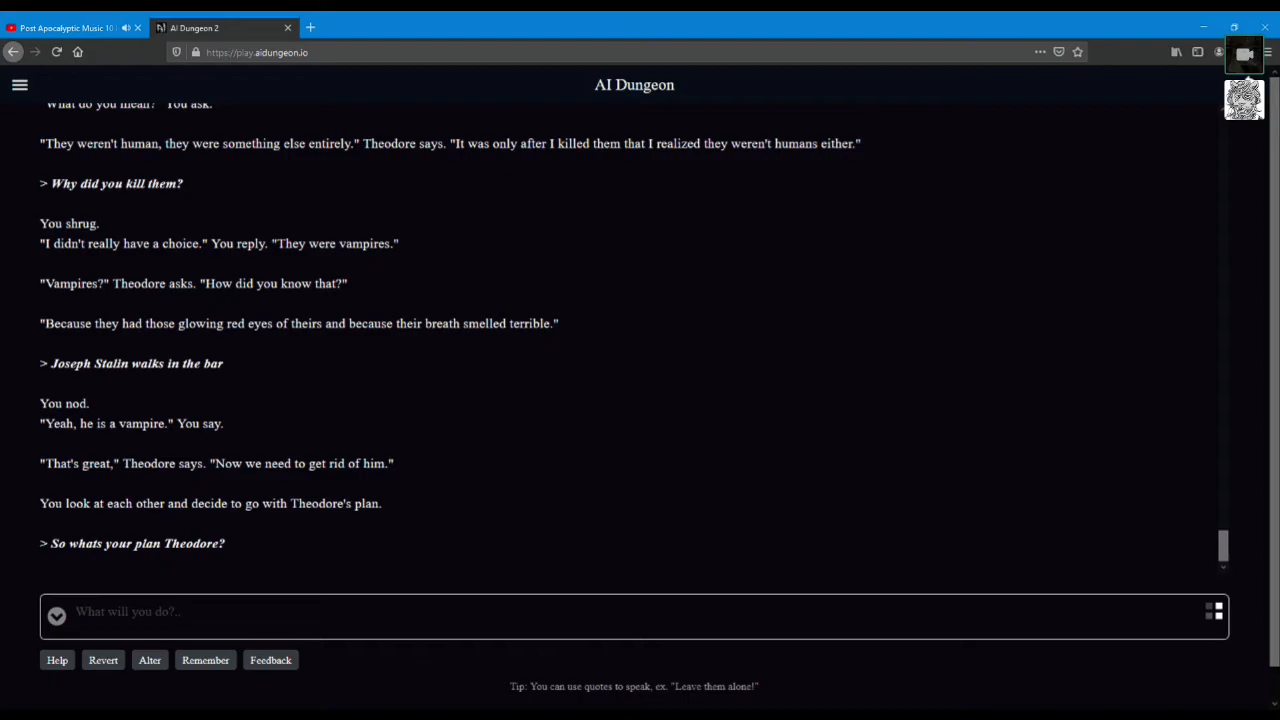 Post Apocalyptic Music 10
AI Dungeon 2
https://play.aidungeon.io
AI Dungeon
"What do you mean?" You ask.
"They weren't human, they were something else entirely." Theodore says. "It was only after I killed them that I realized they weren't humans either."
> Why did you kill them?
You shrug.
"I didn't really have a choice." You reply. "They were vampires."
"Vampires?" Theodore asks. "How did you know that?"
"Because they had those glowing red eyes of theirs and because their breath smelled terrible."
> Joseph Stalin walks in the bar
You nod.
"Yeah, he is a vampire." You say.
"That's great," Theodore says. "Now we need to get rid of him."
You look at each other and decide to go with Theodore's plan.
> So whats your plan Theodore?
What will you do?..
Help Revert Alter Remember Feedback
Tip: You can use quotes to speak, ex. "Leave them alone!"